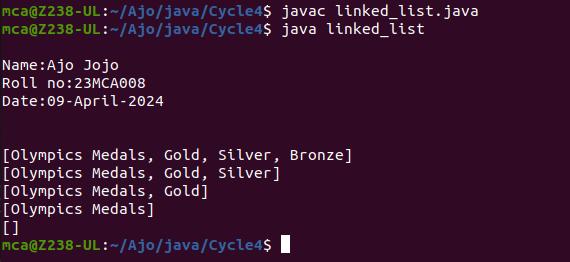 mca@Z238-UL:~/Ajo/java/Cycle4$ javac linked_list.java
mca@Z238-UL:~/Ajo/java/Cycle4$ java linked_list
Name:Ajo Jojo
Roll no:23MCA008
Date:09-April-2024
[Olympics Medals, Gold, Silver, Bronze]
[Olympics Medals, Gold, Silver]
[Olympics Medals, Gold]
[Olympics Medals]
[]
mca@Z238-UL:~/Ajo/java/Cycle4$